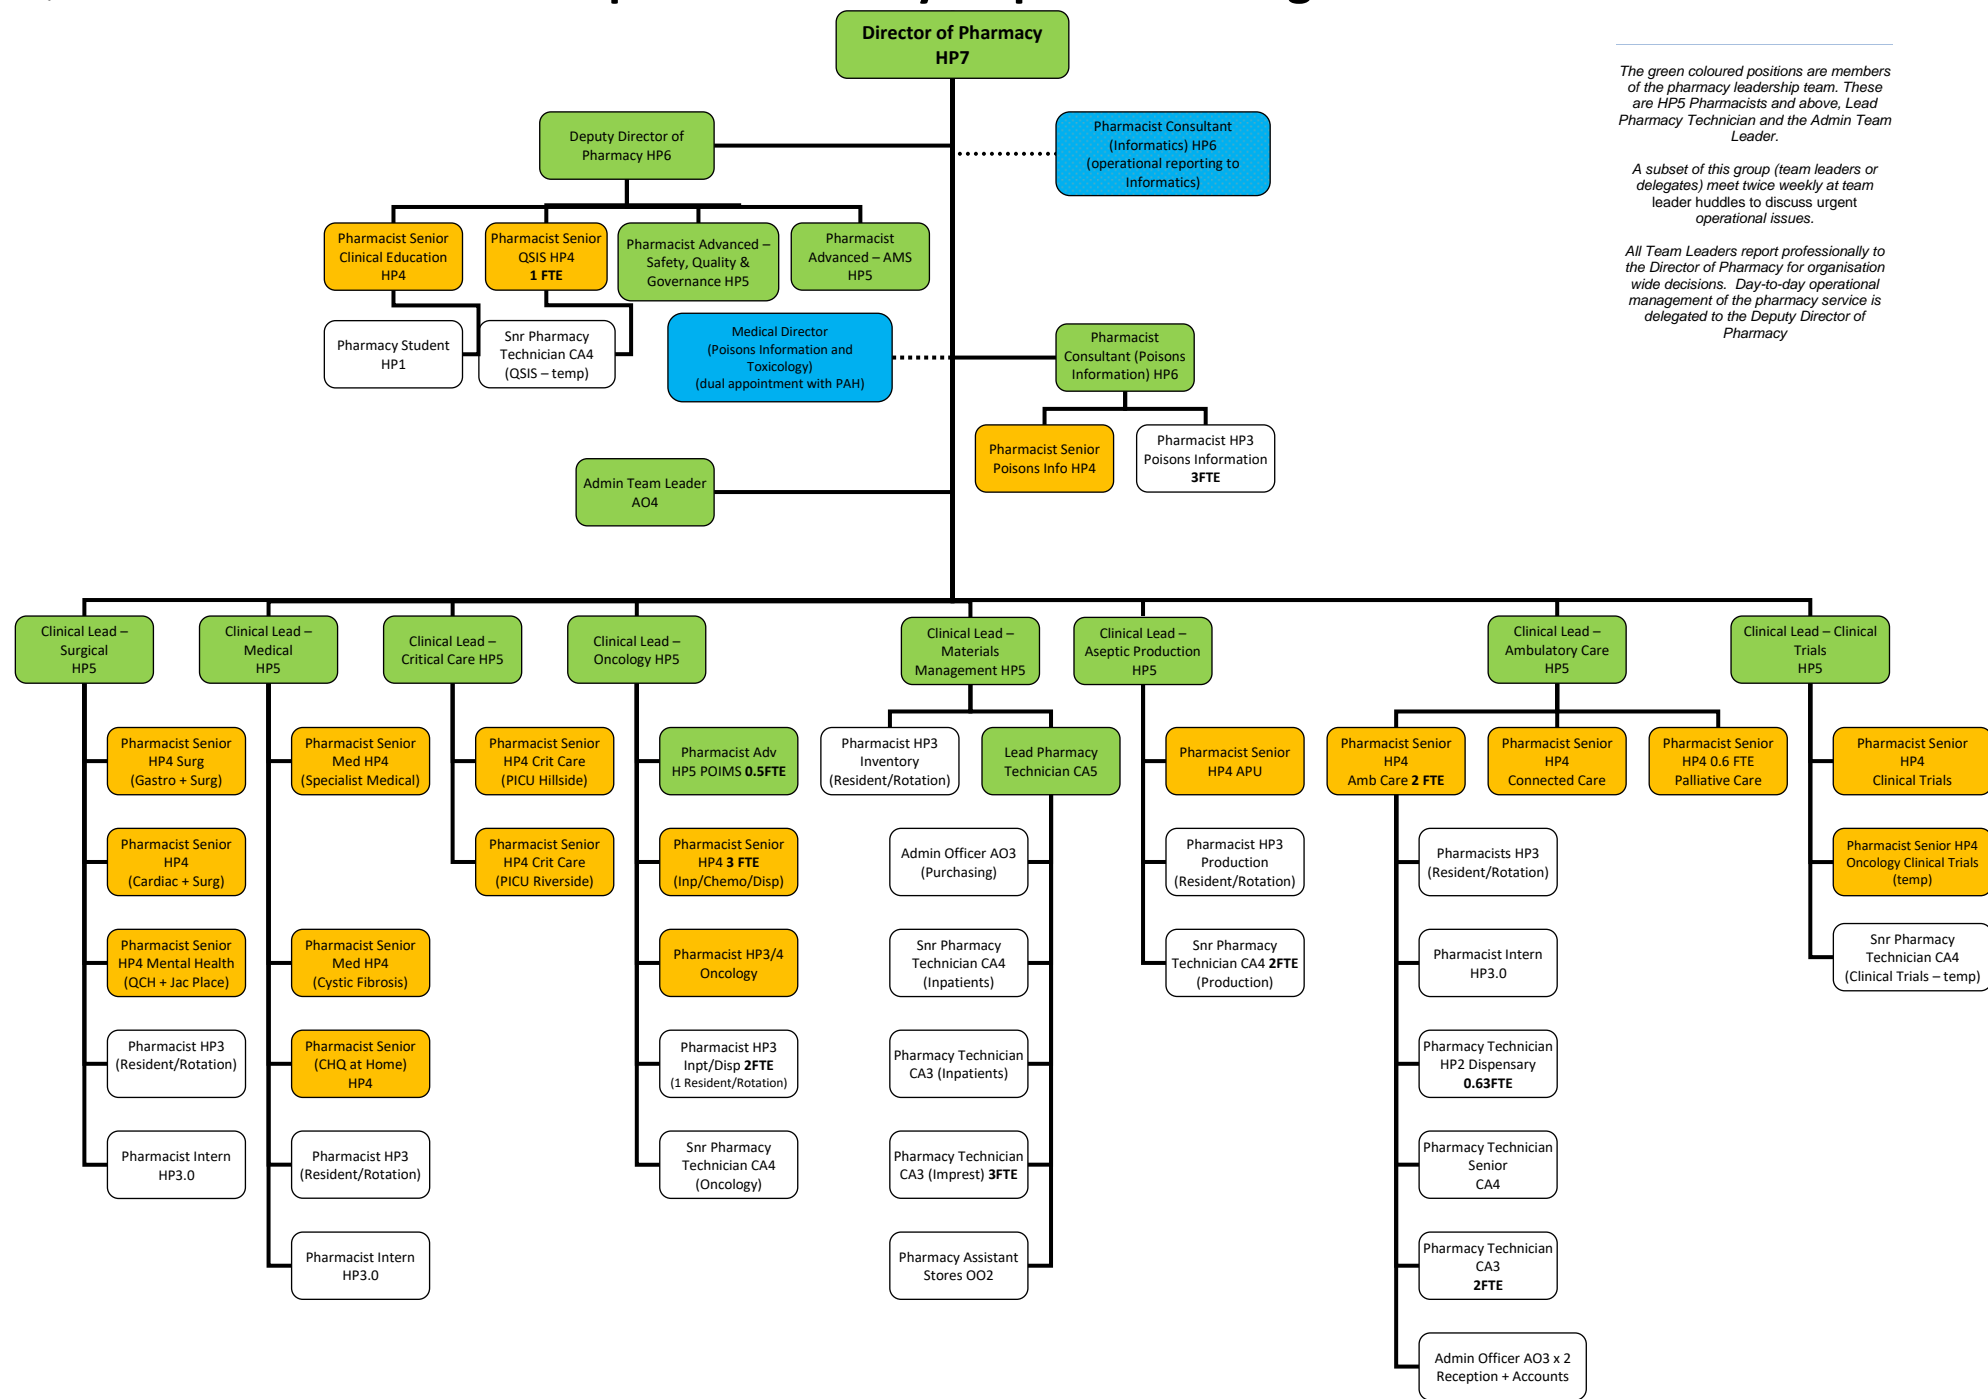 Director of Pharmacy
HP7
The green coloured positions are members
of the pharmacy leadership team. These
are HP5 Pharmacists and above, Lead
Pharmacy Technician and the Admin Team
Leader.
A subset of this group (team leaders or
delegates) meet twice weekly at team
leader huddles to discuss urgent
operational issues.
All Team Leaders report professionally to
the Director of Pharmacy for organisation
wide decisions.  Day-to-day operational
management of the pharmacy service is
delegated to the Deputy Director of
Pharmacy
Deputy Director of
Pharmacy HP6
Pharmacist Consultant
(Informatics) HP6
(operational reporting to
Informatics)
Pharmacist Senior
Clinical Education
HP4
Pharmacist Senior
QSIS HP4
1 FTE
Pharmacist Advanced –
Safety, Quality &
Governance HP5
Pharmacist
Advanced – AMS
HP5
Pharmacy Student
HP1
Snr Pharmacy
Technician CA4
(QSIS – temp)
Medical Director
(Poisons Information and
Toxicology)
(dual appointment with PAH)
Pharmacist
Consultant (Poisons
Information) HP6
Pharmacist Senior
Poisons Info HP4
Pharmacist HP3
Poisons Information
3FTE
Admin Team Leader
AO4
Clinical Lead –
Surgical
HP5
Clinical Lead –
Medical
HP5
Clinical Lead –
Critical Care HP5
Clinical Lead –
Oncology HP5
Clinical Lead –
Materials
Management HP5
Clinical Lead –
Aseptic Production
HP5
Clinical Lead –
Ambulatory Care
HP5
Clinical Lead – Clinical
Trials
HP5
Pharmacist Senior
HP4 Surg
(Gastro + Surg)
Pharmacist Senior
HP4
(Cardiac + Surg)
Pharmacist Senior
HP4 Mental Health
(QCH + Jac Place)
Pharmacist HP3
(Resident/Rotation)
Pharmacist Intern
HP3.0
Pharmacist Senior
Med HP4
(Specialist Medical)
Pharmacist Senior
Med HP4
(Cystic Fibrosis)
Pharmacist Senior
(CHQ at Home)
HP4
Pharmacist HP3
(Resident/Rotation)
Pharmacist Intern
HP3.0
Pharmacist Senior
HP4 Crit Care
(PICU Hillside)
Pharmacist Senior
HP4 Crit Care
(PICU Riverside)
Pharmacist Adv
HP5 POIMS 0.5FTE
Pharmacist Senior
HP4 3 FTE
(Inp/Chemo/Disp)
Pharmacist HP3/4
Oncology
Pharmacist HP3
Inpt/Disp 2FTE
(1 Resident/Rotation)
Snr Pharmacy
Technician CA4
(Oncology)
Pharmacist HP3
Inventory
(Resident/Rotation)
Lead Pharmacy
Technician CA5
Admin Officer AO3
(Purchasing)
Snr Pharmacy
Technician CA4
(Inpatients)
Pharmacy Technician
CA3 (Inpatients)
Pharmacy Technician
CA3 (Imprest) 3FTE
Pharmacy Assistant
Stores OO2
Pharmacist Senior
HP4 APU
Pharmacist HP3
Production
(Resident/Rotation)
Snr Pharmacy
Technician CA4 2FTE
(Production)
Pharmacist Senior
HP4
Amb Care 2 FTE
Pharmacist Senior
HP4
Connected Care
Pharmacist Senior
HP4 0.6 FTE
Palliative Care
Pharmacists HP3
(Resident/Rotation)
Pharmacist Intern
HP3.0
Pharmacy Technician
HP2 Dispensary
0.63FTE
Pharmacy Technician
Senior
CA4
Pharmacy Technician
CA3
2FTE
Admin Officer AO3 x 2
Reception + Accounts
Pharmacist Senior
HP4
Clinical Trials
Pharmacist Senior HP4
Oncology Clinical Trials
(temp)
Snr Pharmacy
Technician CA4
(Clinical Trials – temp)